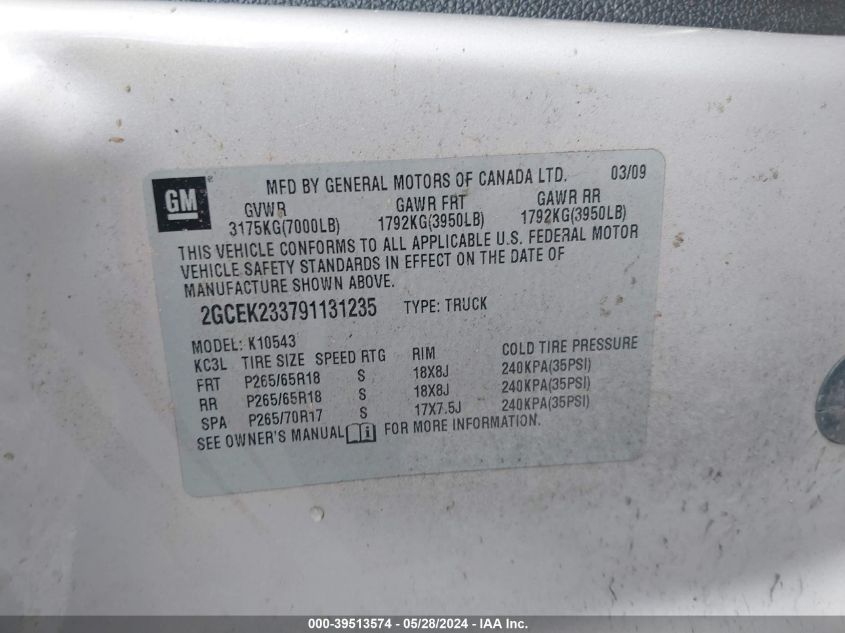 GM
MFD BY GENERAL MOTORS OF CANADA LTD. 03/09
GVWR GAWR FRT GAWR RR
3175KG(7000LB) 1792KG(3950LB) 1792KG(3950LB)
THIS VEHICLE CONFORMS TO ALL APPLICABLE U.S. FEDERAL MOTOR
VEHICLE SAFETY STANDARDS IN EFFECT ON THE DATE OF
MANUFACTURE SHOWN ABOVE.
2GCEK233791131235 TYPE: TRUCK
MODEL: K10543
KC3L TIRE SIZE SPEED RTG RIM COLD TIRE PRESSURE
FRT P265/65R18 S 18X8J 240KPA(35PSI)
RR P265/65R18 S 18X8J 240KPA(35PSI)
SPA P265/70R17 S 17X7.5J 240KPA(35PSI)
SEE OWNER'S MANUAL FOR MORE INFORMATION.
000-39513574 - 05/28/2024 - IAA Inc.